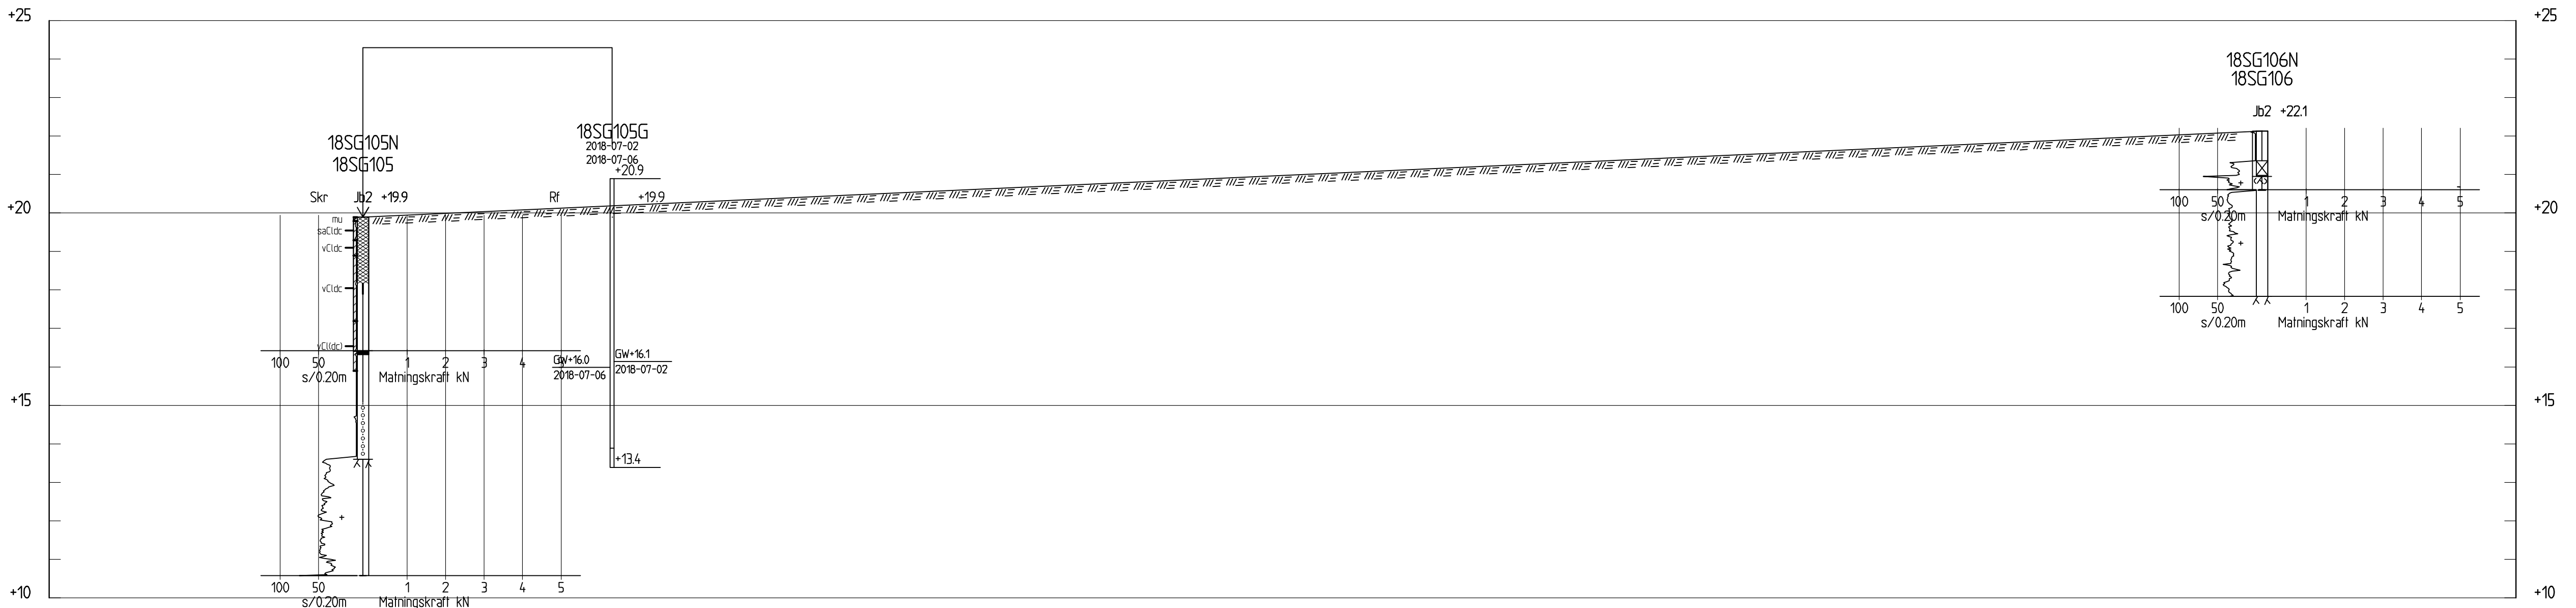 +25
+25
18SG106N
18SG106
Jb2 +22.1
18SG105G
2018-07-02
2018-07-06
+20.9
18SG105N
18SG105
Skr Jb2 +19.9
Rf +19.9
+20
+20
mu
saCldc
vCldc
vCldc
vCl(dc)
100 50 1 2 3 4 5
s/0.20m Matningskraft kN
100 50 1 2 3 4 5
s/0.20m Matningskraft kN
100 50 1 2 3 4
s/0.20m Matningskraft kN
GW+16.0
2018-07-06
GW+16.1
2018-07-02
+15
+15
+13.4
100 50 1 2 3 4 5
s/0.20m Matningskraft kN
+10
+10